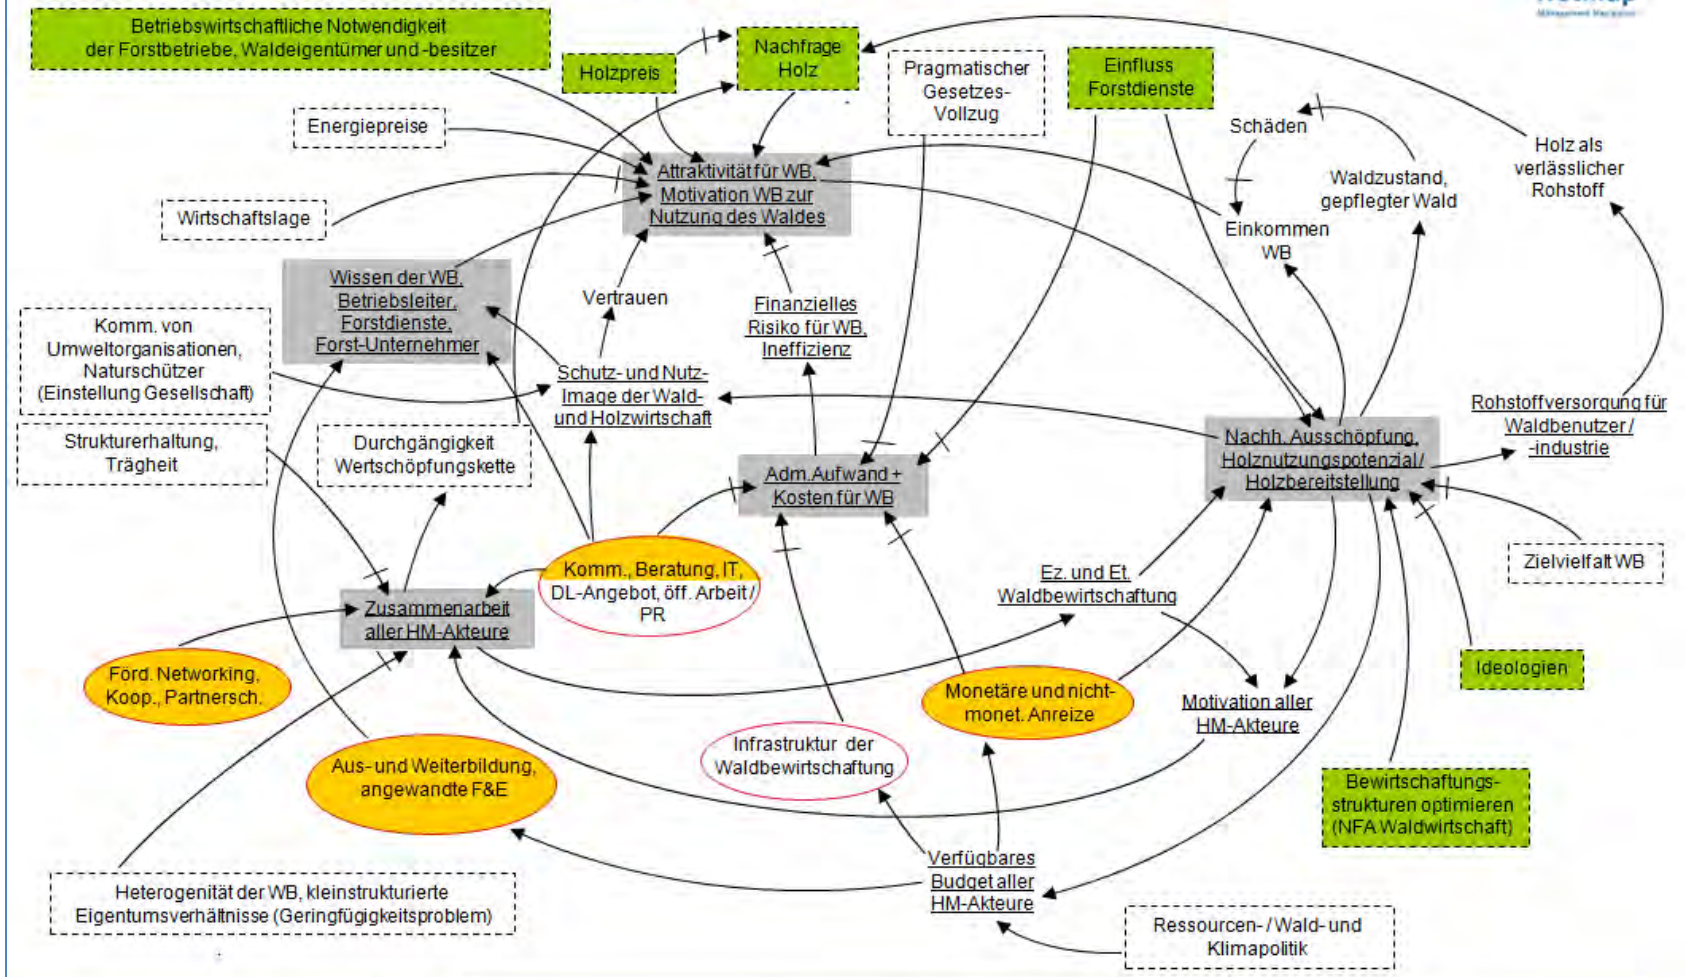 Betriebswirtschaftliche Notwendigkeit
der Forstbetriebe, Waldeigentümer und -besitzer
Holzpreis
Nachfrage
Holz
Pragmatischer
Gesetzes-
Vollzug
Einfluss
Forstdienste
Energiepreise
Schäden
Holz als
verlässlicher
Rohstoff
Attraktivität für WB,
Motivation WB zur
Nutzung des Waldes
Waldzustand,
gepflegter Wald
Wirtschaftslage
Einkommen
WB
Wissen der WB,
Betriebsleiter,
Forstdienste,
Forst-Unternehmer
Vertrauen
Finanzielles
Risiko für WB,
Ineffizienz
Komm. von
Umweltorganisationen,
Naturschützer
(Einstellung Gesellschaft)
Schutz- und Nutz-
Image der Wald-
und Holzwirtschaft
Rohstoffversorgung für
Waldbenutzer /
-industrie
Strukturerhaltung,
Trägheit
Durchgängigkeit
Wertschöpfungskette
Nachh. Ausschöpfung,
Holznutzungspotenzial/
Holzbereitstellung
Adm.Aufwand +
Kosten für WB
Zielvielfalt WB
Komm., Beratung, IT,
DL-Angebot, öff. Arbeit /
PR
Ez. und Et.
Waldbewirtschaftung
Zusammenarbeit
aller HM-Akteure
Ideologien
Förd. Networking,
Koop., Partnersch.
Monetäre und nicht-
monet. Anreize
Motivation aller
HM-Akteure
Infrastruktur der
Waldbewirtschaftung
Aus- und Weiterbildung,
angewandte F&E
Bewirtschaftungs-
strukturen optimieren
(NFA Waldwirtschaft)
Verfügbares
Budget aller
HM-Akteure
Heterogenität der WB, kleinstrukturierte
Eigentumsverhältnisse (Geringfügigkeitsproblem)
Ressourcen- / Wald- und
Klimapolitik